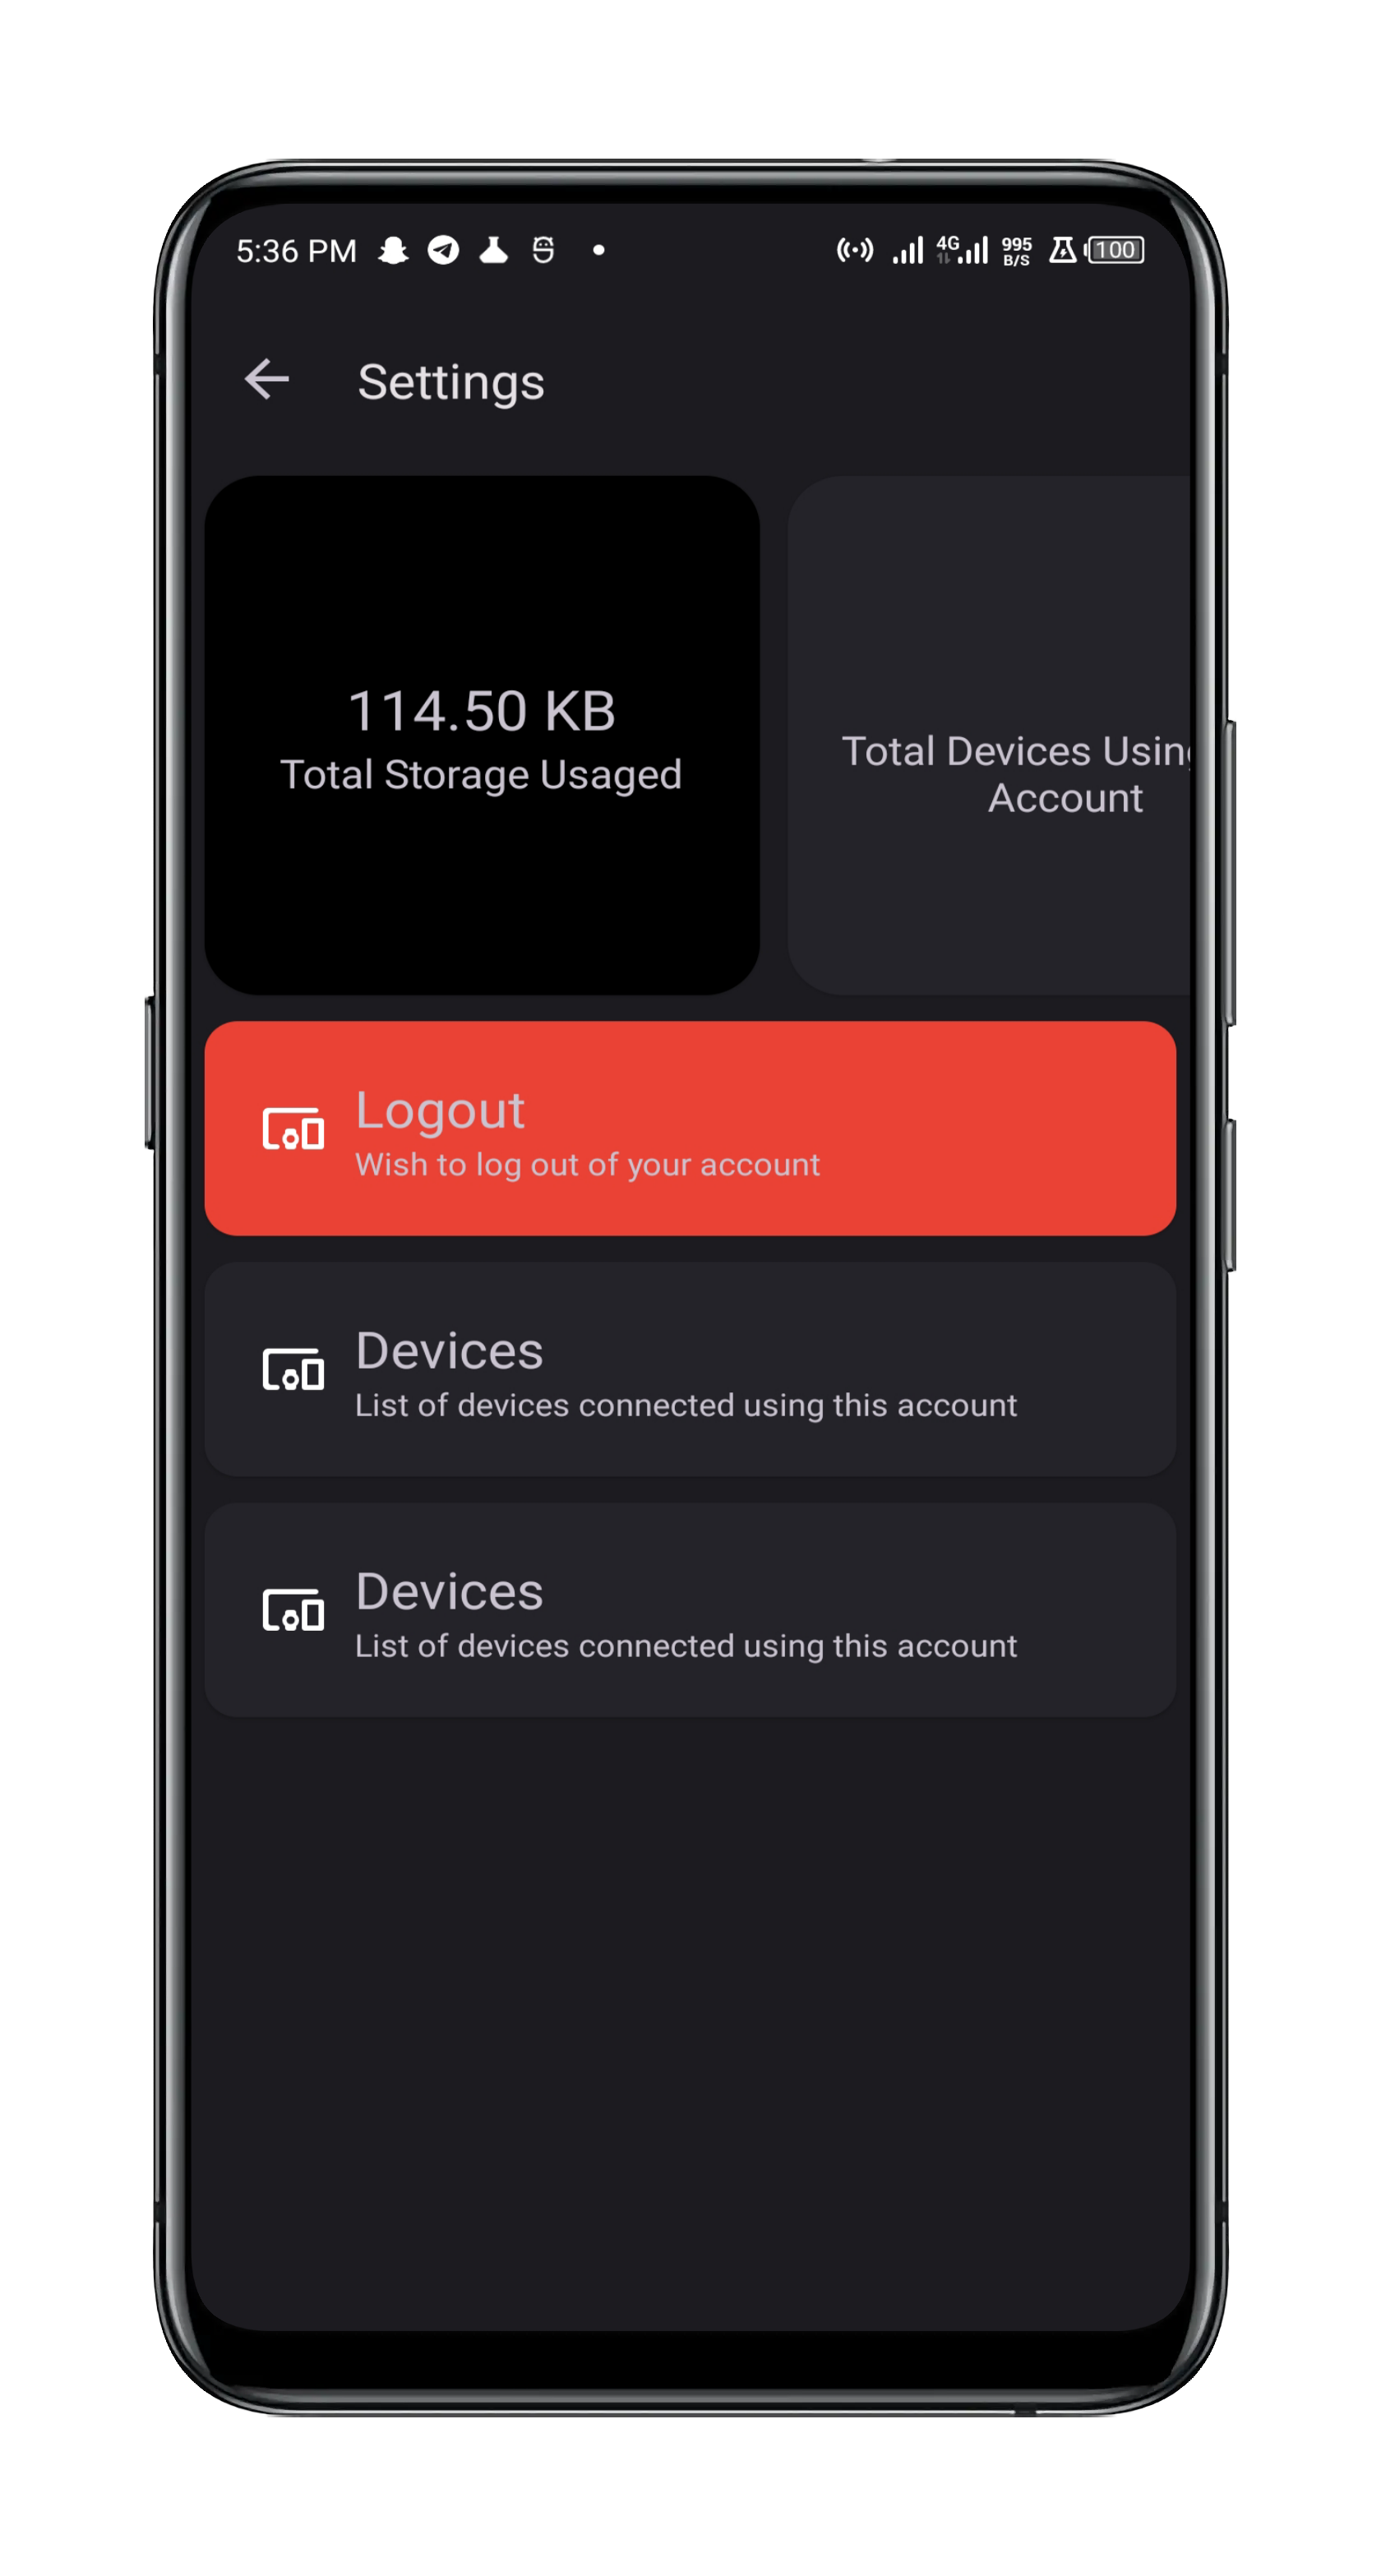 5:36 PM
4G
995
B/S
100
Settings
114.50 KB
Total Storage Usaged
Total Devices Using
Account
Logout
Wish to log out of your account
Devices
List of devices connected using this account
Devices
List of devices connected using this account